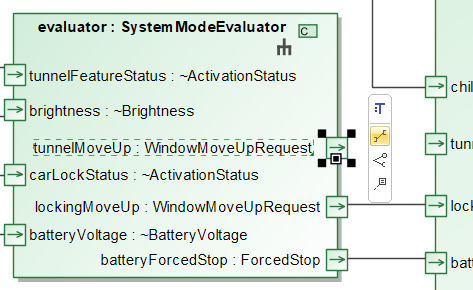 evaluator : SystemModeEvaluator
C
tunnelFeatureStatus : ~ActivationStatus
chil
brightness : ~Brightness
tunnelMoveUp : WindowMoveUpRequest
tunn
carLockStatus : ~ActivationStatus
lockingMoveUp : WindowMoveUpRequest
lock
batteryVoltage : ~BatteryVoltage
batteryForcedStop : ForcedStop
batt